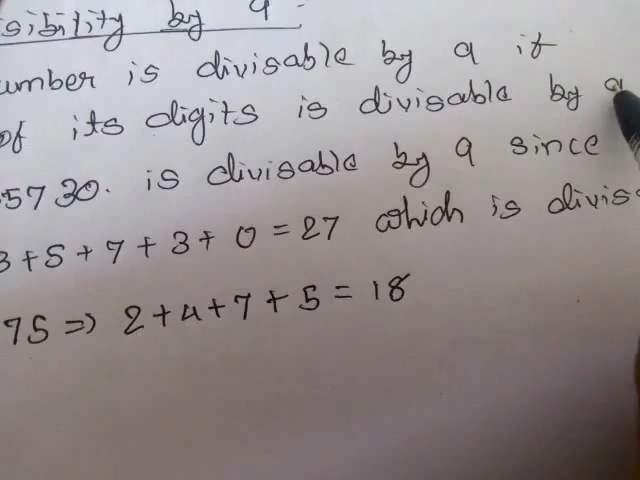 sibility by 9:
umber is divisable by 9 if
of its digits is divisable by 9
5730. is divisable by 9 since
3+5+7+3+0=27 which is divis
75 => 2+4+7+5=18